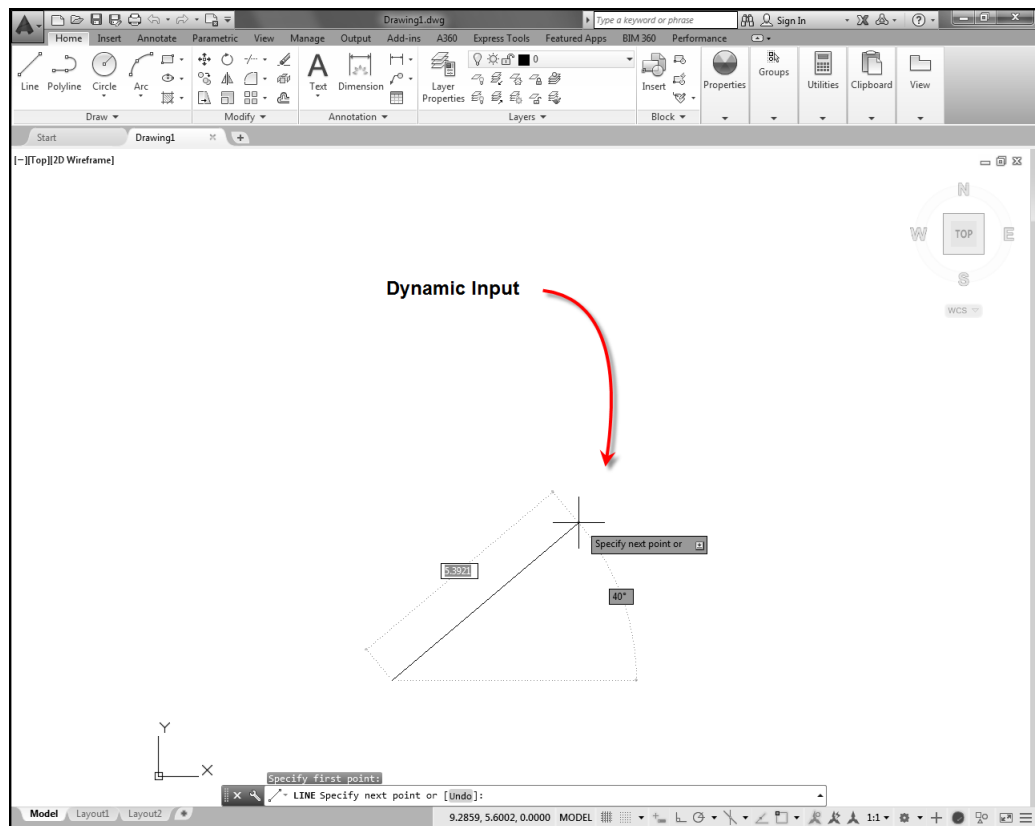 Drawing1.dwg
Type a keyword or phrase
Sign In
Home Insert Annotate Parametric View Manage Output Add-ins A360 Express Tools Featured Apps BIM 360 Performance
0
Line Polyline Circle Arc
Text Dimension
Layer
Properties
Insert
Properties
Groups
Utilities
Clipboard
View
Draw
Modify
Annotation
Layers
Block
Start
Drawing1
[−][Top][2D Wireframe]
N
W
TOP
E
S
WCS
Dynamic Input
Specify next point or
5.3921
40°
Y
X
Specify first point:
LINE Specify next point or [Undo]:
Model Layout1 Layout2
9.2859, 5.6002, 0.0000 MODEL
1:1